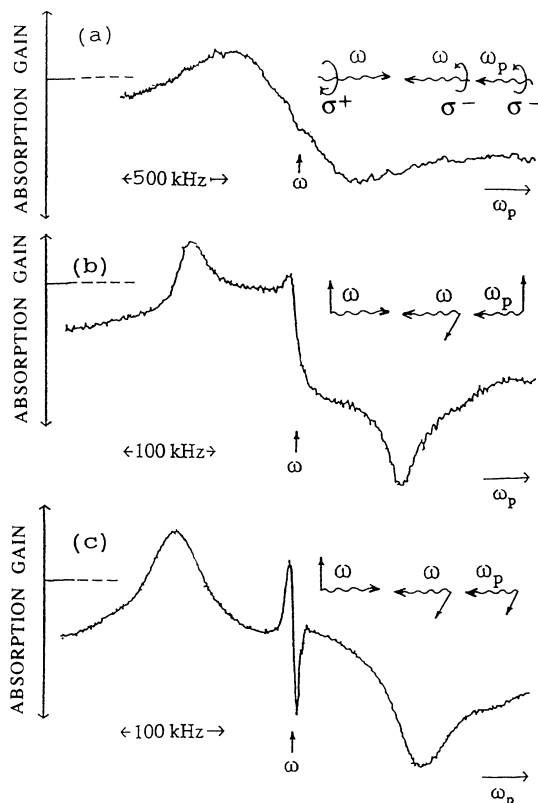 (a)
ABSORPTION GAIN
ω
ω
ωp
σ+
σ−
σ−
←500 kHz→
ω
ωp
(b)
ABSORPTION GAIN
ω
ω
ωp
←100 kHz→
ω
ωp
(c)
ABSORPTION GAIN
ω
ω
ωp
←100 kHz→
ω
ωp